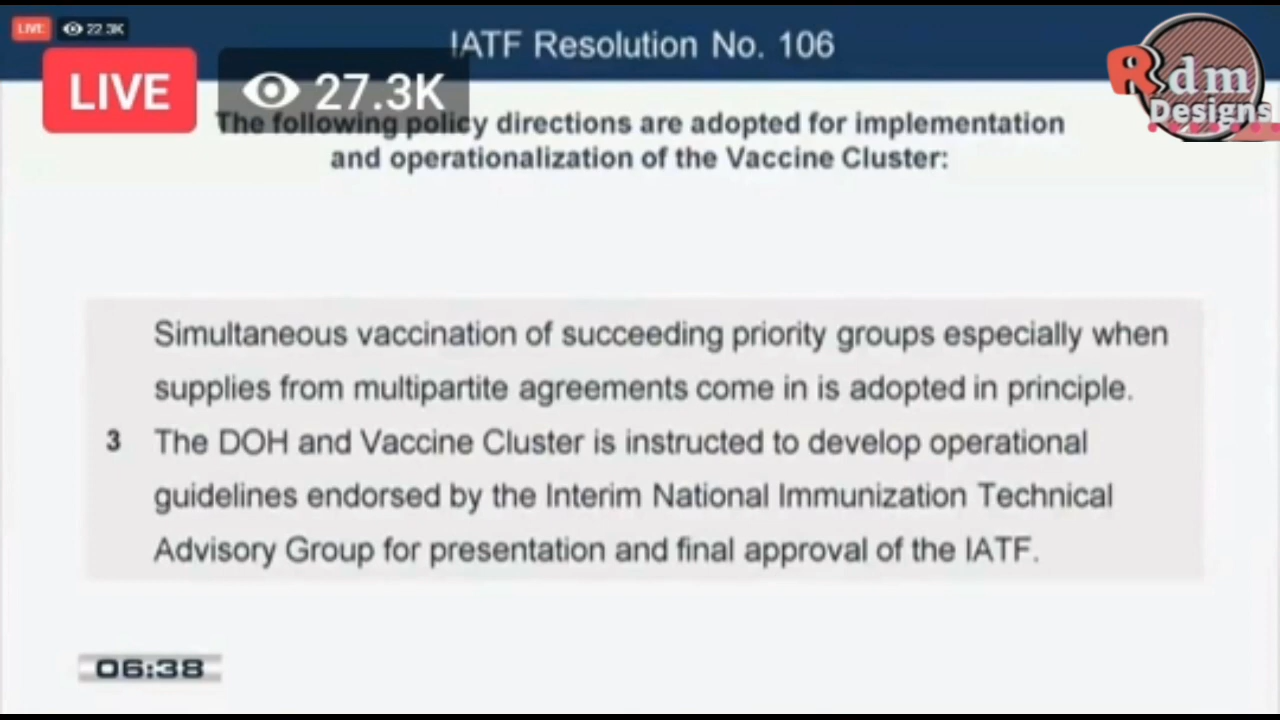 LIVE 22.3K
IATF Resolution No. 106
LIVE 27.3K
Rdm
Designs
The following policy directions are adopted for implementation
and operationalization of the Vaccine Cluster:
Simultaneous vaccination of succeeding priority groups especially when
supplies from multipartite agreements come in is adopted in principle.
3 The DOH and Vaccine Cluster is instructed to develop operational
guidelines endorsed by the Interim National Immunization Technical
Advisory Group for presentation and final approval of the IATF.
06:38